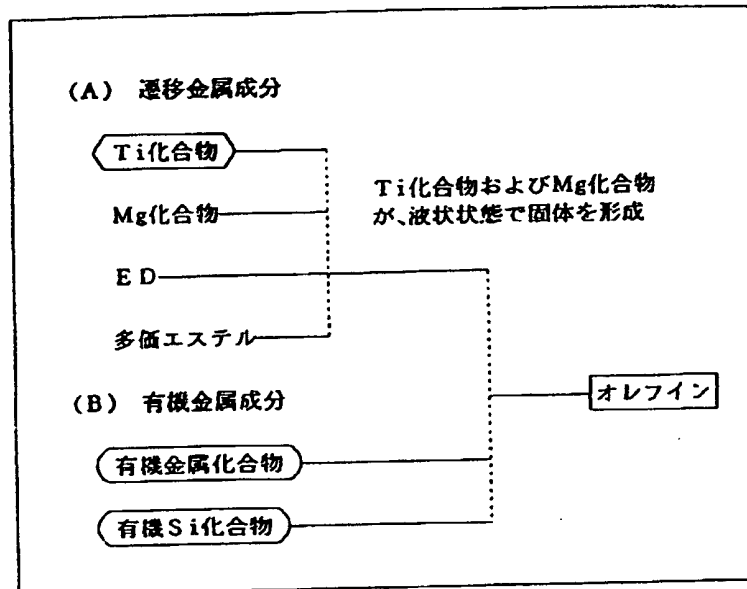 (A) 遷移金属成分
Ti化合物
Mg化合物
ED
多価エステル
Ti化合物およびMg化合物
が、液状状態で固体を形成
(B) 有機金属成分
有機金属化合物
有機Si化合物
オレフイン